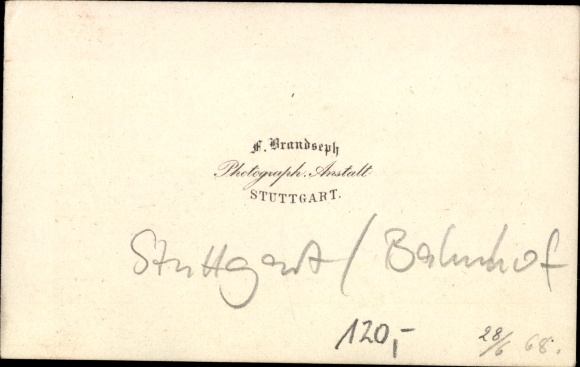 F. Brandseph
Photograph. Anstalt
STUTTGART.
Stuttgart / Bahnhof
120,-
28/6 68.